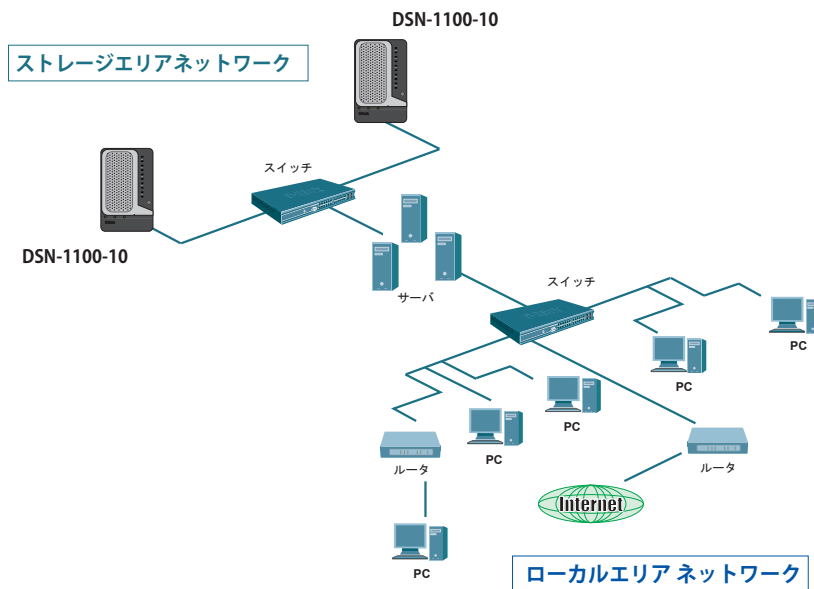 DSN-1100-10
ストレージエリアネットワーク
スイッチ
DSN-1100-10
サーバ
スイッチ
PC
PC
PC
PC
ルータ
ルータ
Internet
PC
ローカルエリア ネットワーク